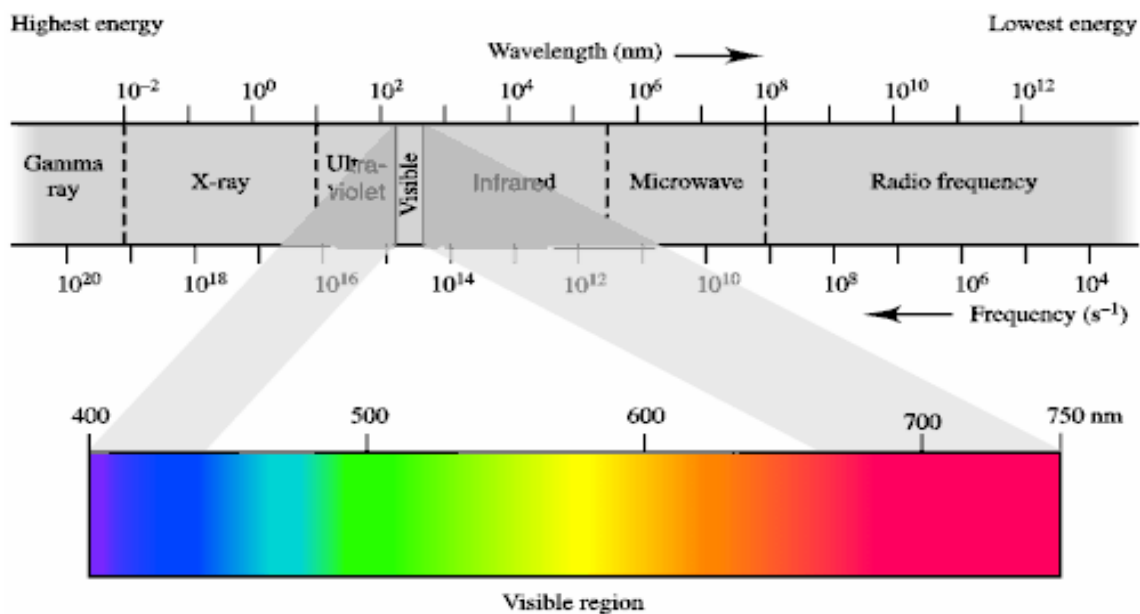 Highest energy Lowest energy
Wavelength (nm)
10⁻² 10⁰ 10² 10⁴ 10⁶ 10⁸ 10¹⁰ 10¹²
Gamma ray X-ray Ultra-violet Visible Infrared Microwave Radio frequency
10²⁰ 10¹⁸ 10¹⁶ 10¹⁴ 10¹² 10¹⁰ 10⁸ 10⁶ 10⁴
Frequency (s⁻¹)
400 500 600 700 750 nm
Visible region